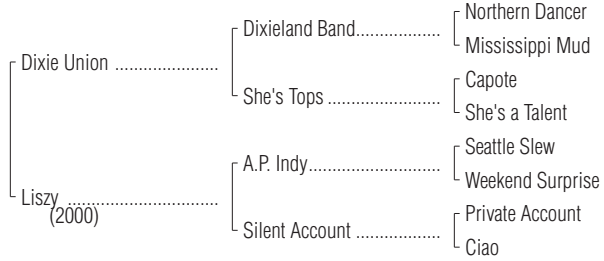 Northern Dancer
Dixieland Band..................
Mississippi Mud
Dixie Union ......................
Capote
She's Tops ........................
She's a Talent
Seattle Slew
A.P. Indy............................
Weekend Surprise
Liszy ................................
(2000)
Private Account
Silent Account ..................
Ciao